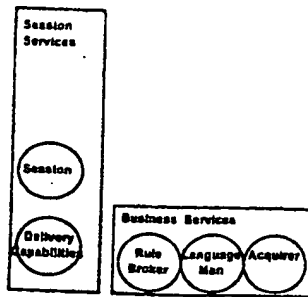 Session
Services
Session
Delivery
Capabilities
Business Services
Rule
Broker
Language
Man
Acquirer